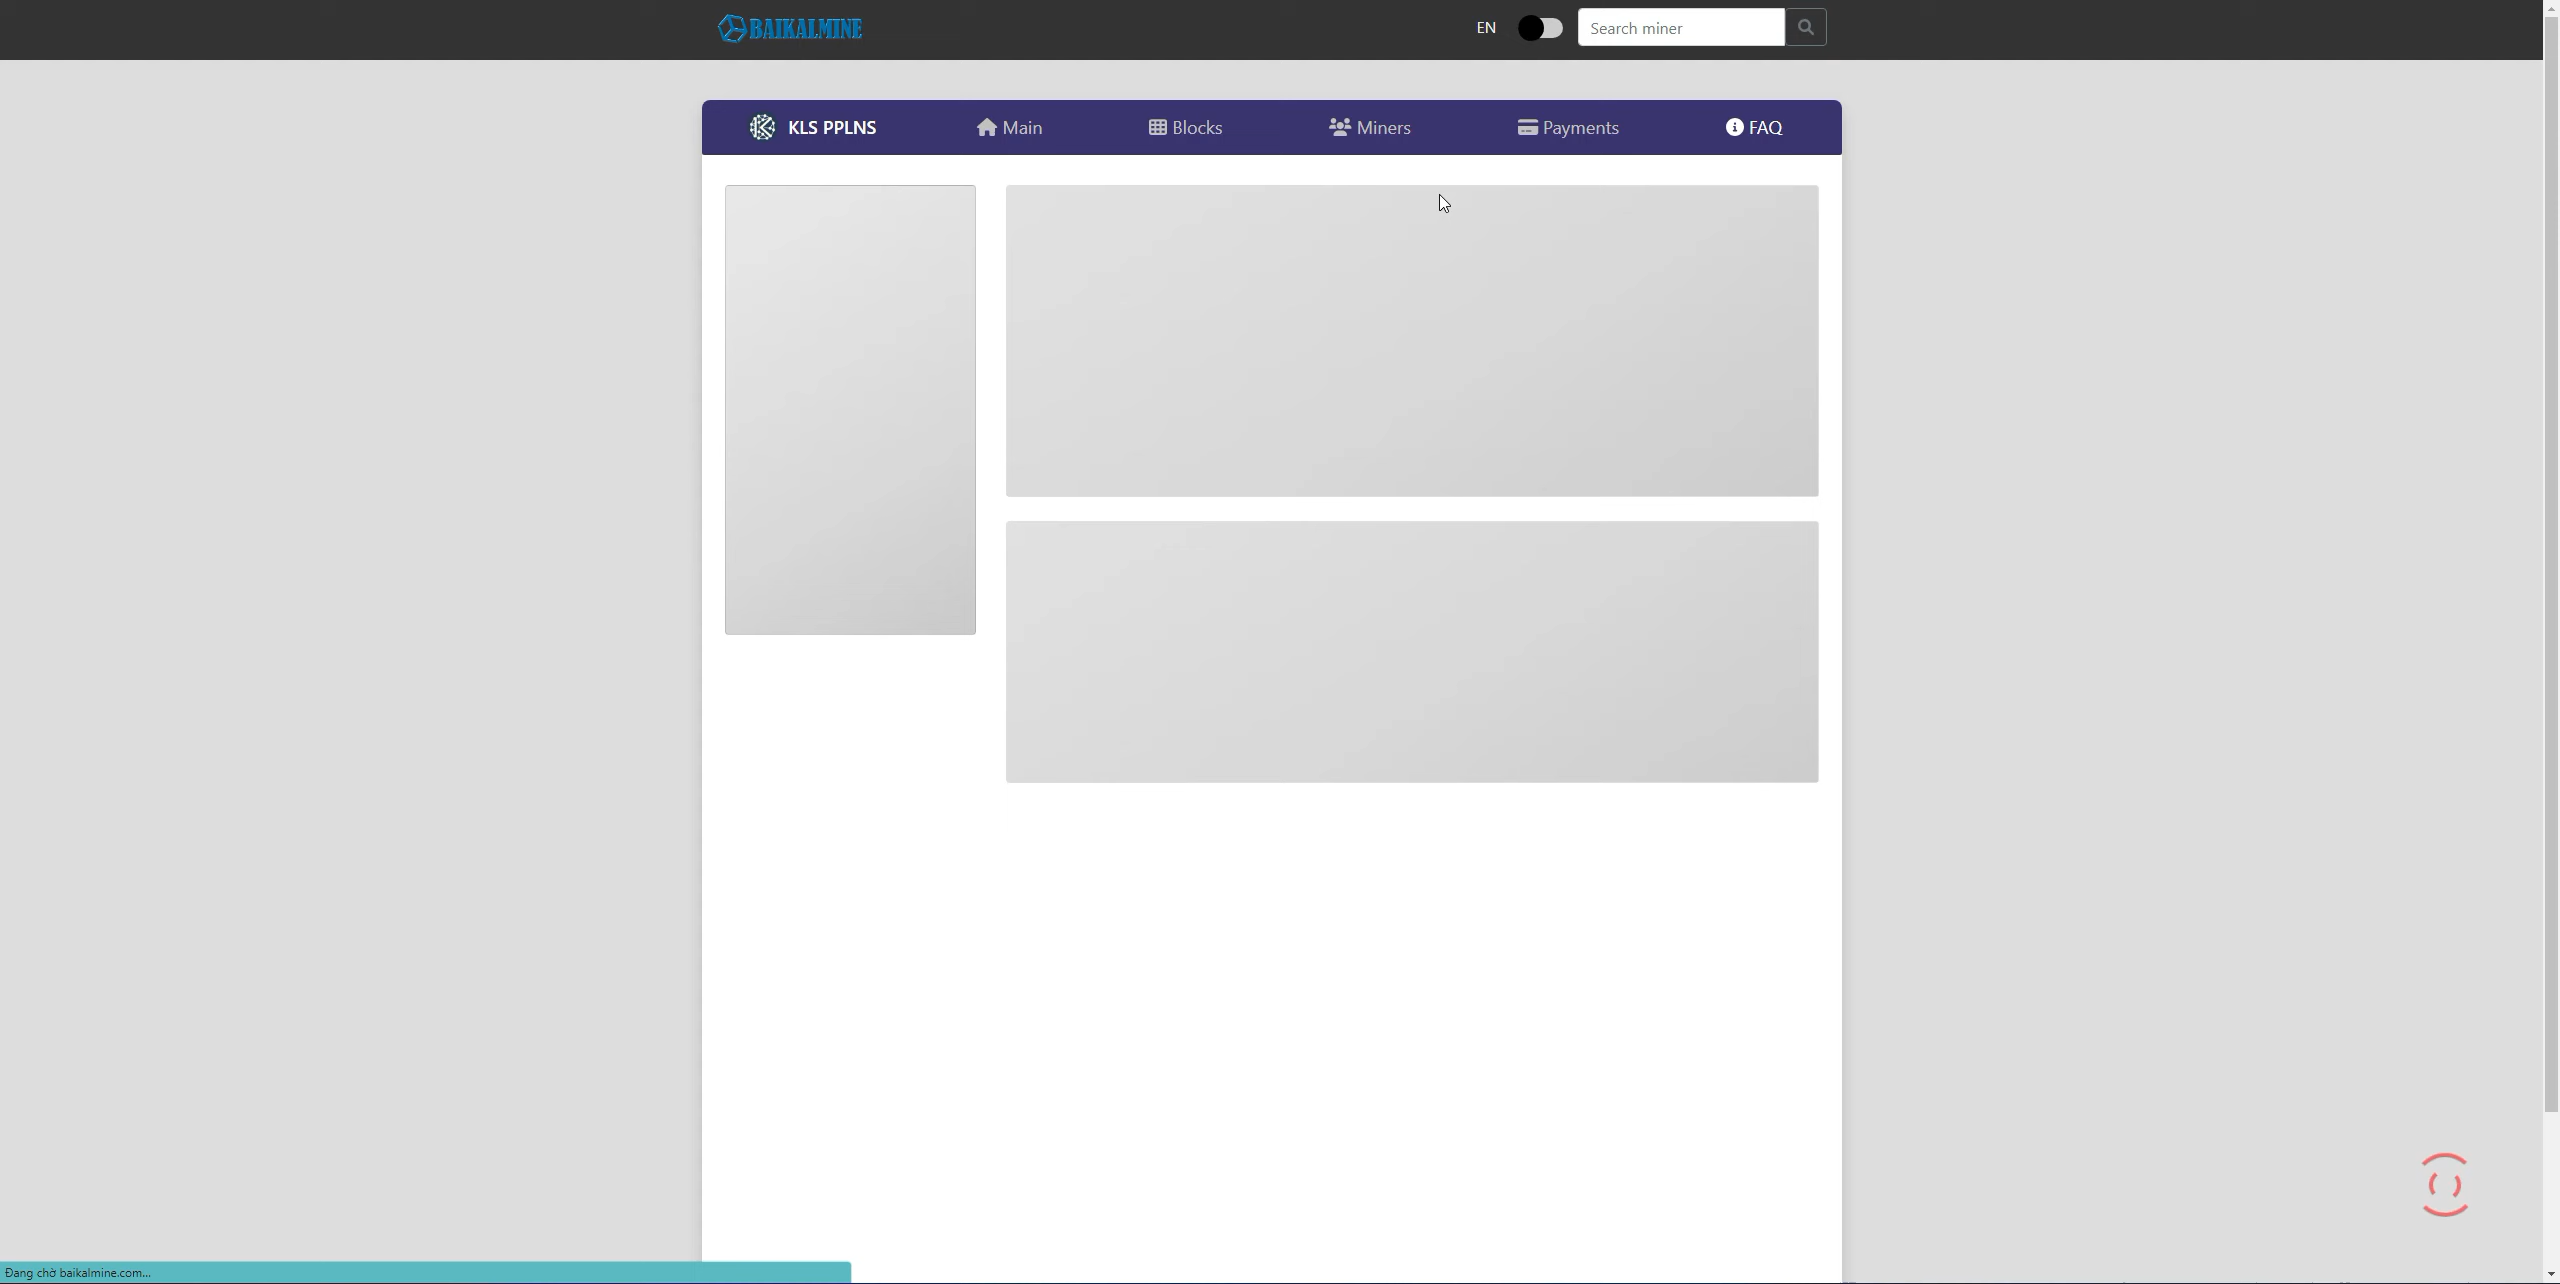 BAIKALMINE
EN
Search miner
KLS PPLNS
Main
Blocks
Miners
Payments
FAQ
Đang chờ baikalmine.com...